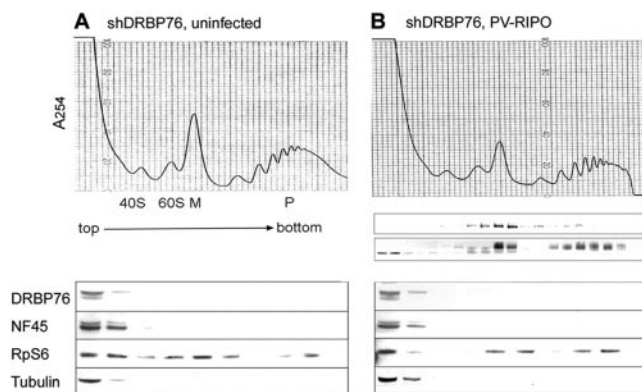 A shDRBP76, uninfected
B shDRBP76, PV-RIPO
A254
40S 60S M P
top bottom
DRBP76
NF45
RpS6
Tubulin